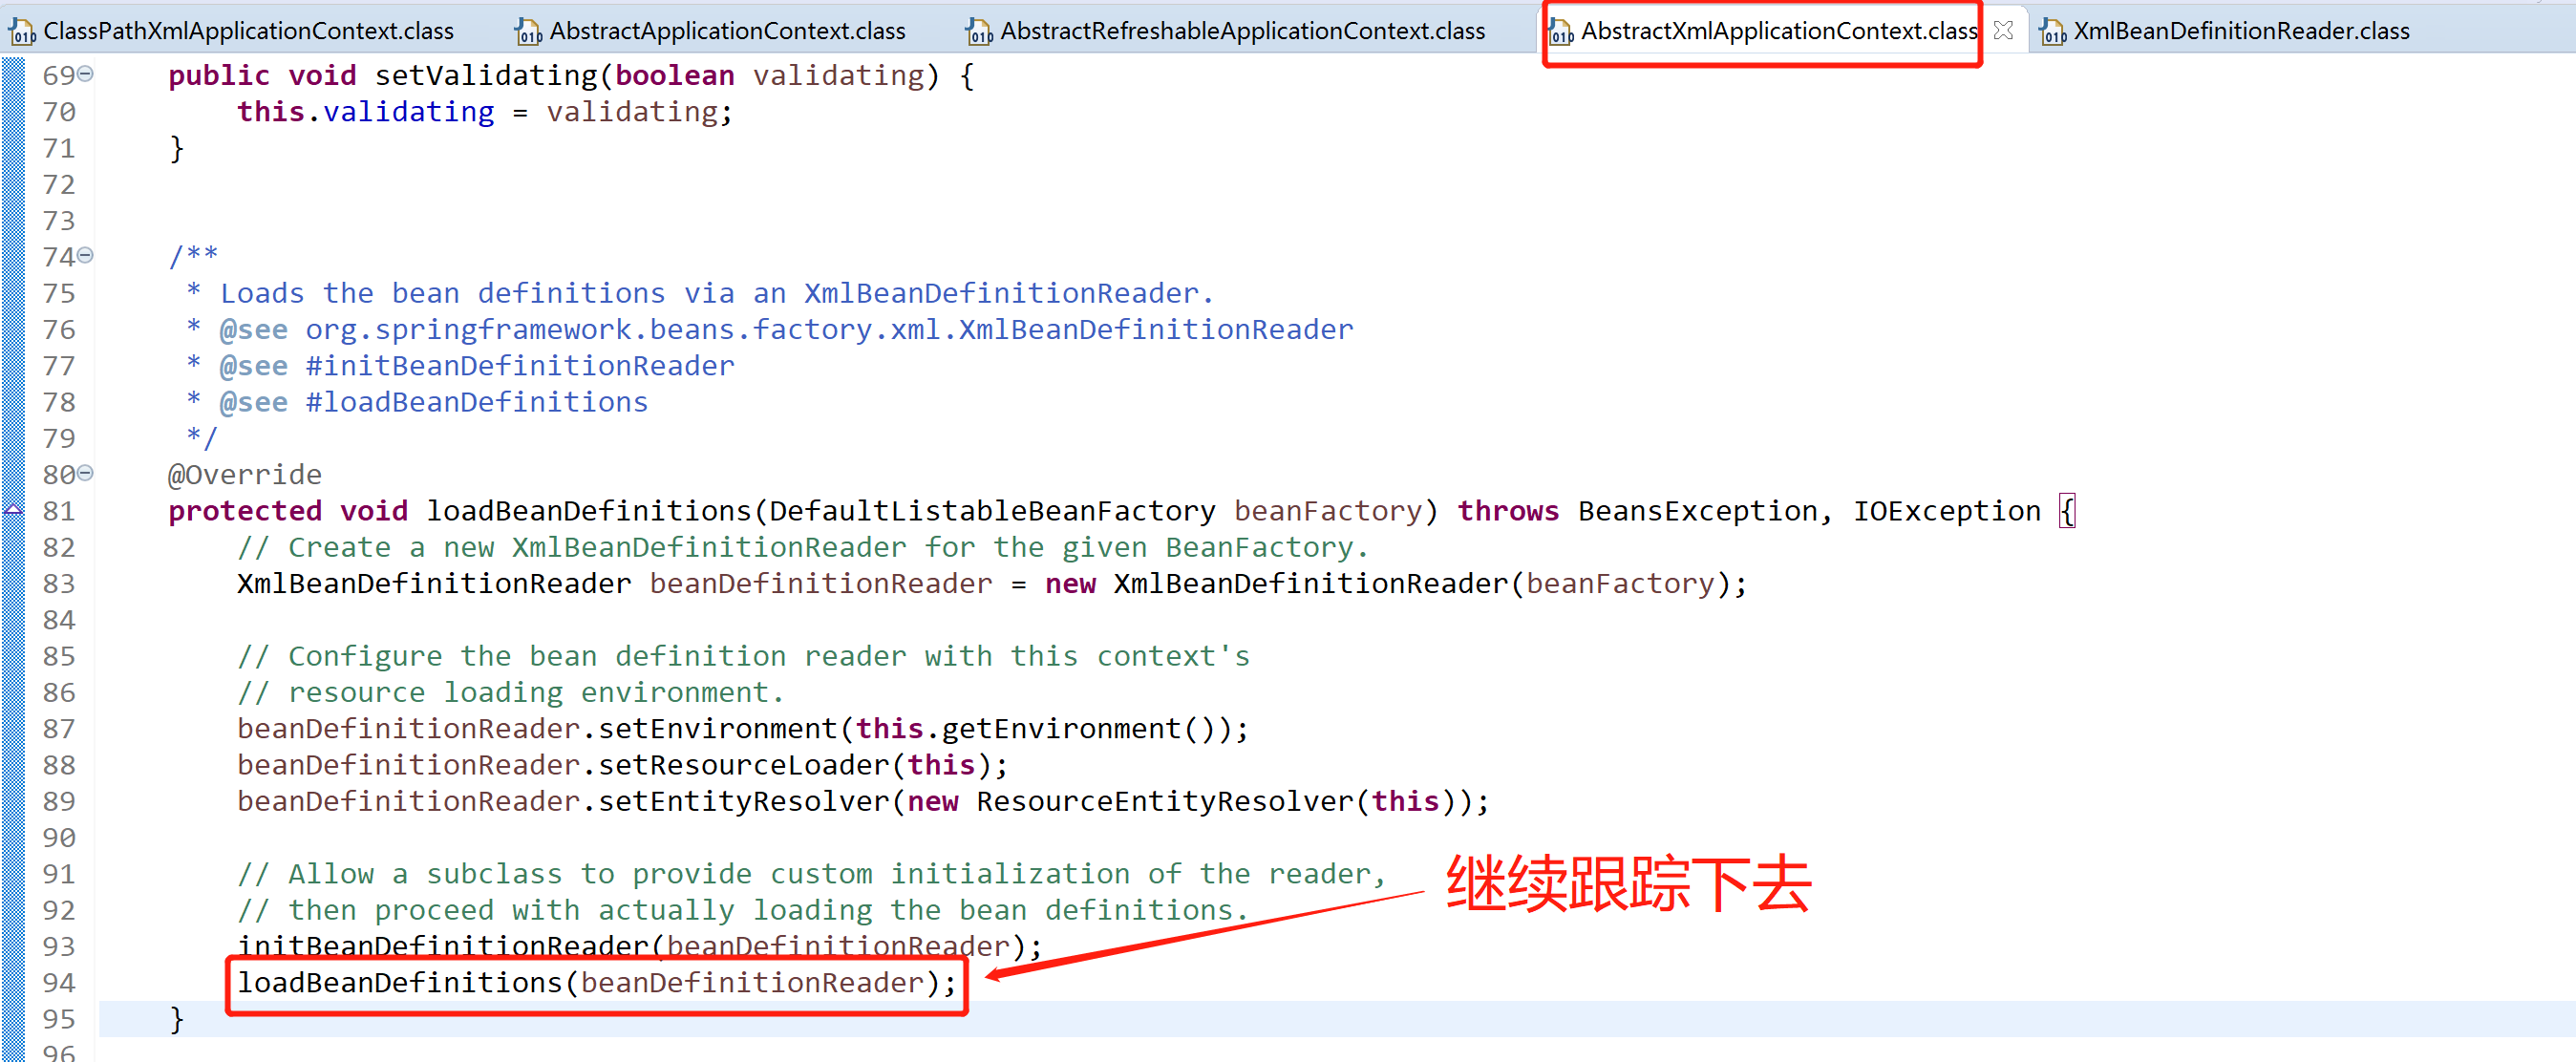 ClassPathXmlApplicationContext.class AbstractApplicationContext.class AbstractRefreshableApplicationContext.class AbstractXmlApplicationContext.class XmlBeanDefinitionReader.class
69 public void setValidating(boolean validating) {
70 this.validating = validating;
71 }
72
73
74 /**
75 * Loads the bean definitions via an XmlBeanDefinitionReader.
76 * @see org.springframework.beans.factory.xml.XmlBeanDefinitionReader
77 * @see #initBeanDefinitionReader
78 * @see #loadBeanDefinitions
79 */
80 @Override
81 protected void loadBeanDefinitions(DefaultListableBeanFactory beanFactory) throws BeansException, IOException {
82 // Create a new XmlBeanDefinitionReader for the given BeanFactory.
83 XmlBeanDefinitionReader beanDefinitionReader = new XmlBeanDefinitionReader(beanFactory);
84
85 // Configure the bean definition reader with this context's
86 // resource loading environment.
87 beanDefinitionReader.setEnvironment(this.getEnvironment());
88 beanDefinitionReader.setResourceLoader(this);
89 beanDefinitionReader.setEntityResolver(new ResourceEntityResolver(this));
90
91 // Allow a subclass to provide custom initialization of the reader,
继续跟踪下去
92 // then proceed with actually loading the bean definitions.
93 initBeanDefinitionReader(beanDefinitionReader);
94 loadBeanDefinitions(beanDefinitionReader);
95 }
96